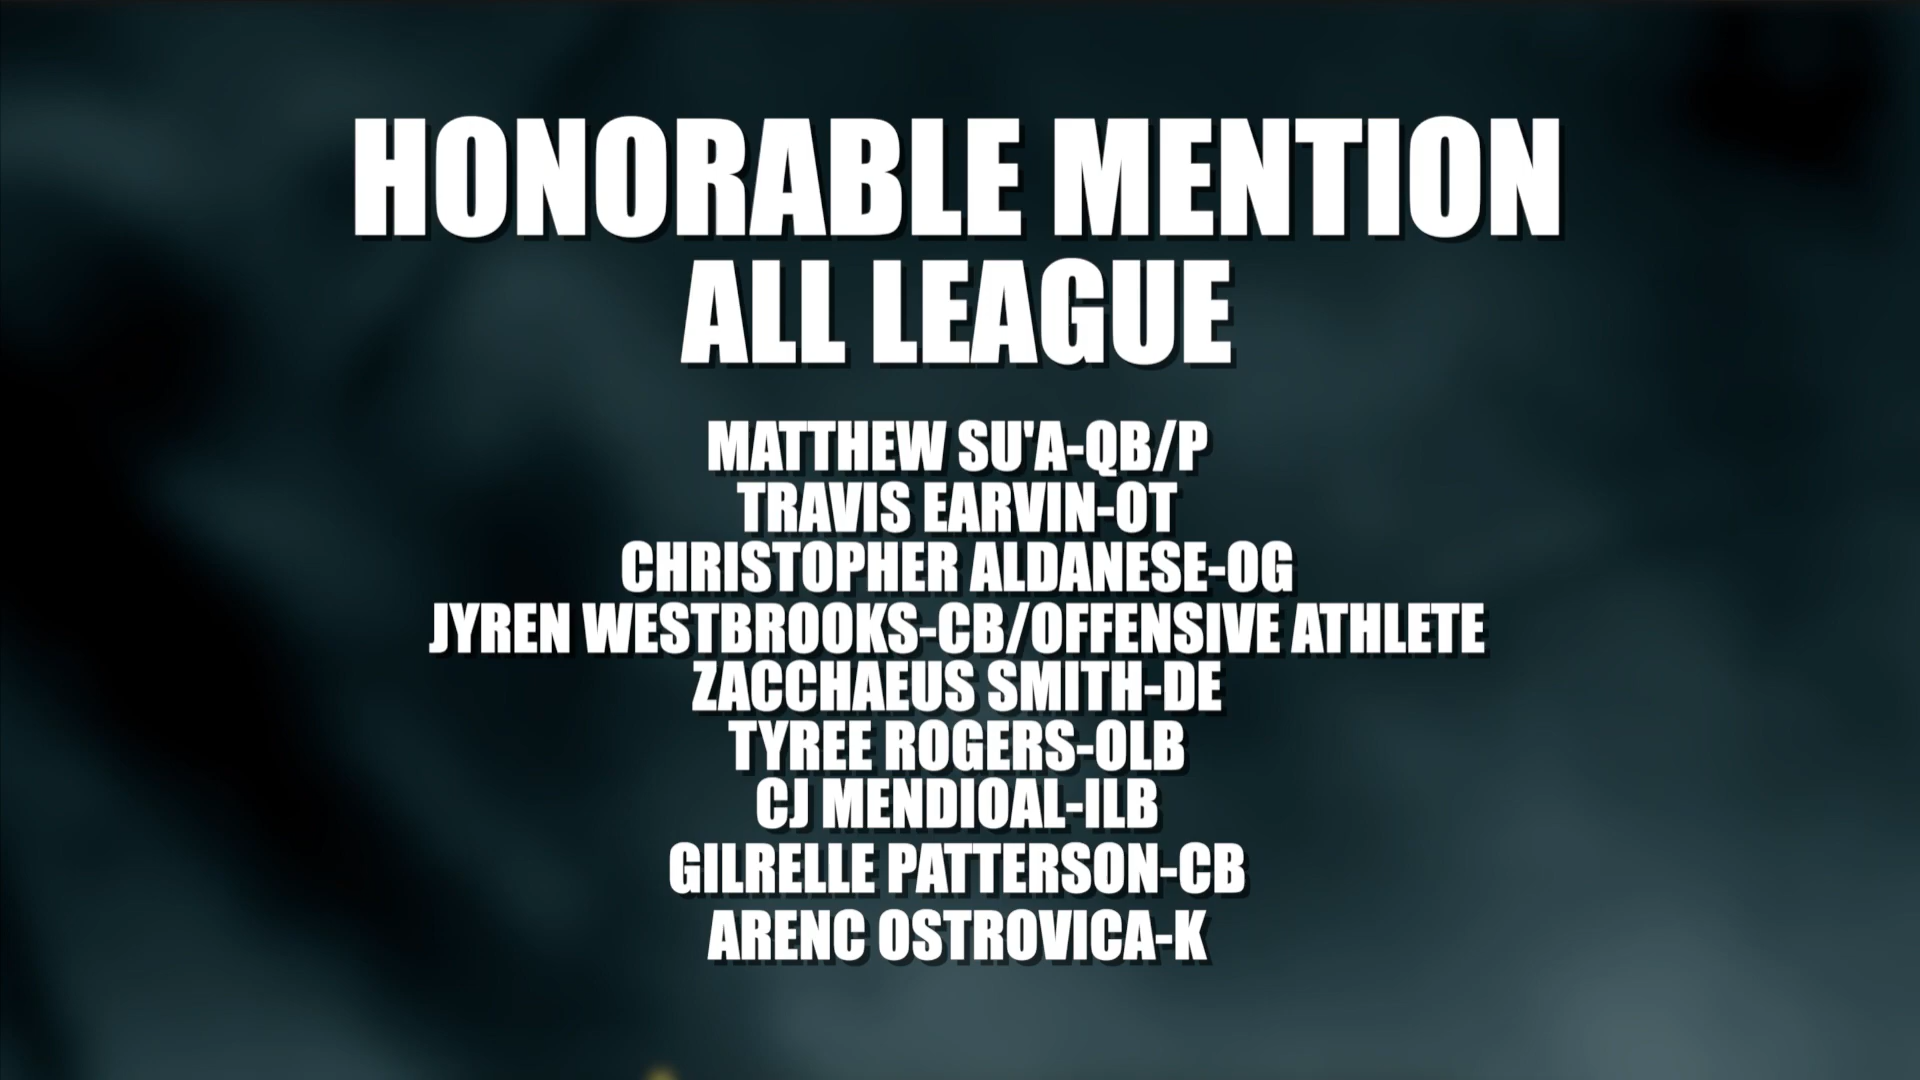 HONORABLE MENTION
ALL LEAGUE
MATTHEW SU'A-QB/P
TRAVIS EARVIN-OT
CHRISTOPHER ALDANESE-OG
JYREN WESTBROOKS-CB/OFFENSIVE ATHLETE
ZACCHAEUS SMITH-DE
TYREE ROGERS-OLB
CJ MENDIOAL-ILB
GILRELLE PATTERSON-CB
ARENC OSTROVICA-K